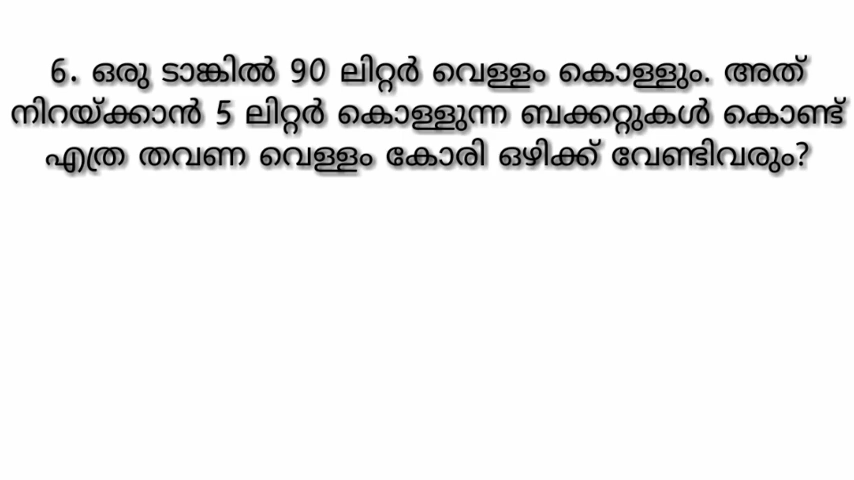 6. ഒരു ടാങ്കിൽ 90 ലിറ്റർ വെള്ളം കൊള്ളും. അത്
നിറയ്ക്കാൻ 5 ലിറ്റർ കൊള്ളുന്ന ബക്കറ്റുകൾ കൊണ്ട്
എത്ര തവണ വെള്ളം കോരി ഒഴിക്ക് വേണ്ടിവരും?